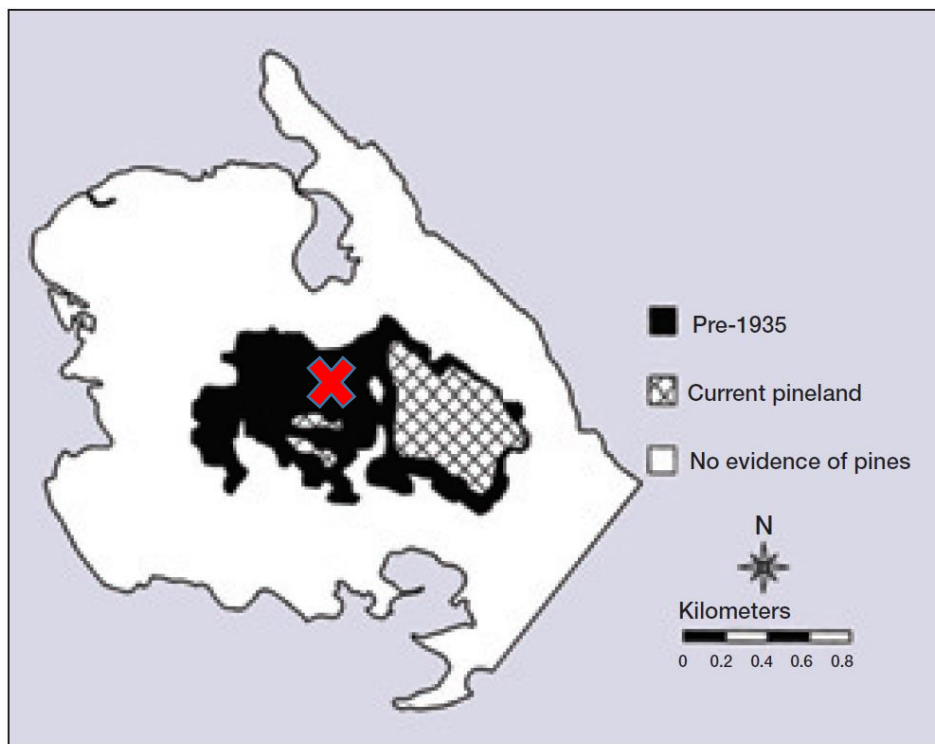 Pre-1935
Current pineland
No evidence of pines
N
Kilometers
0 0.2 0.4 0.6 0.8